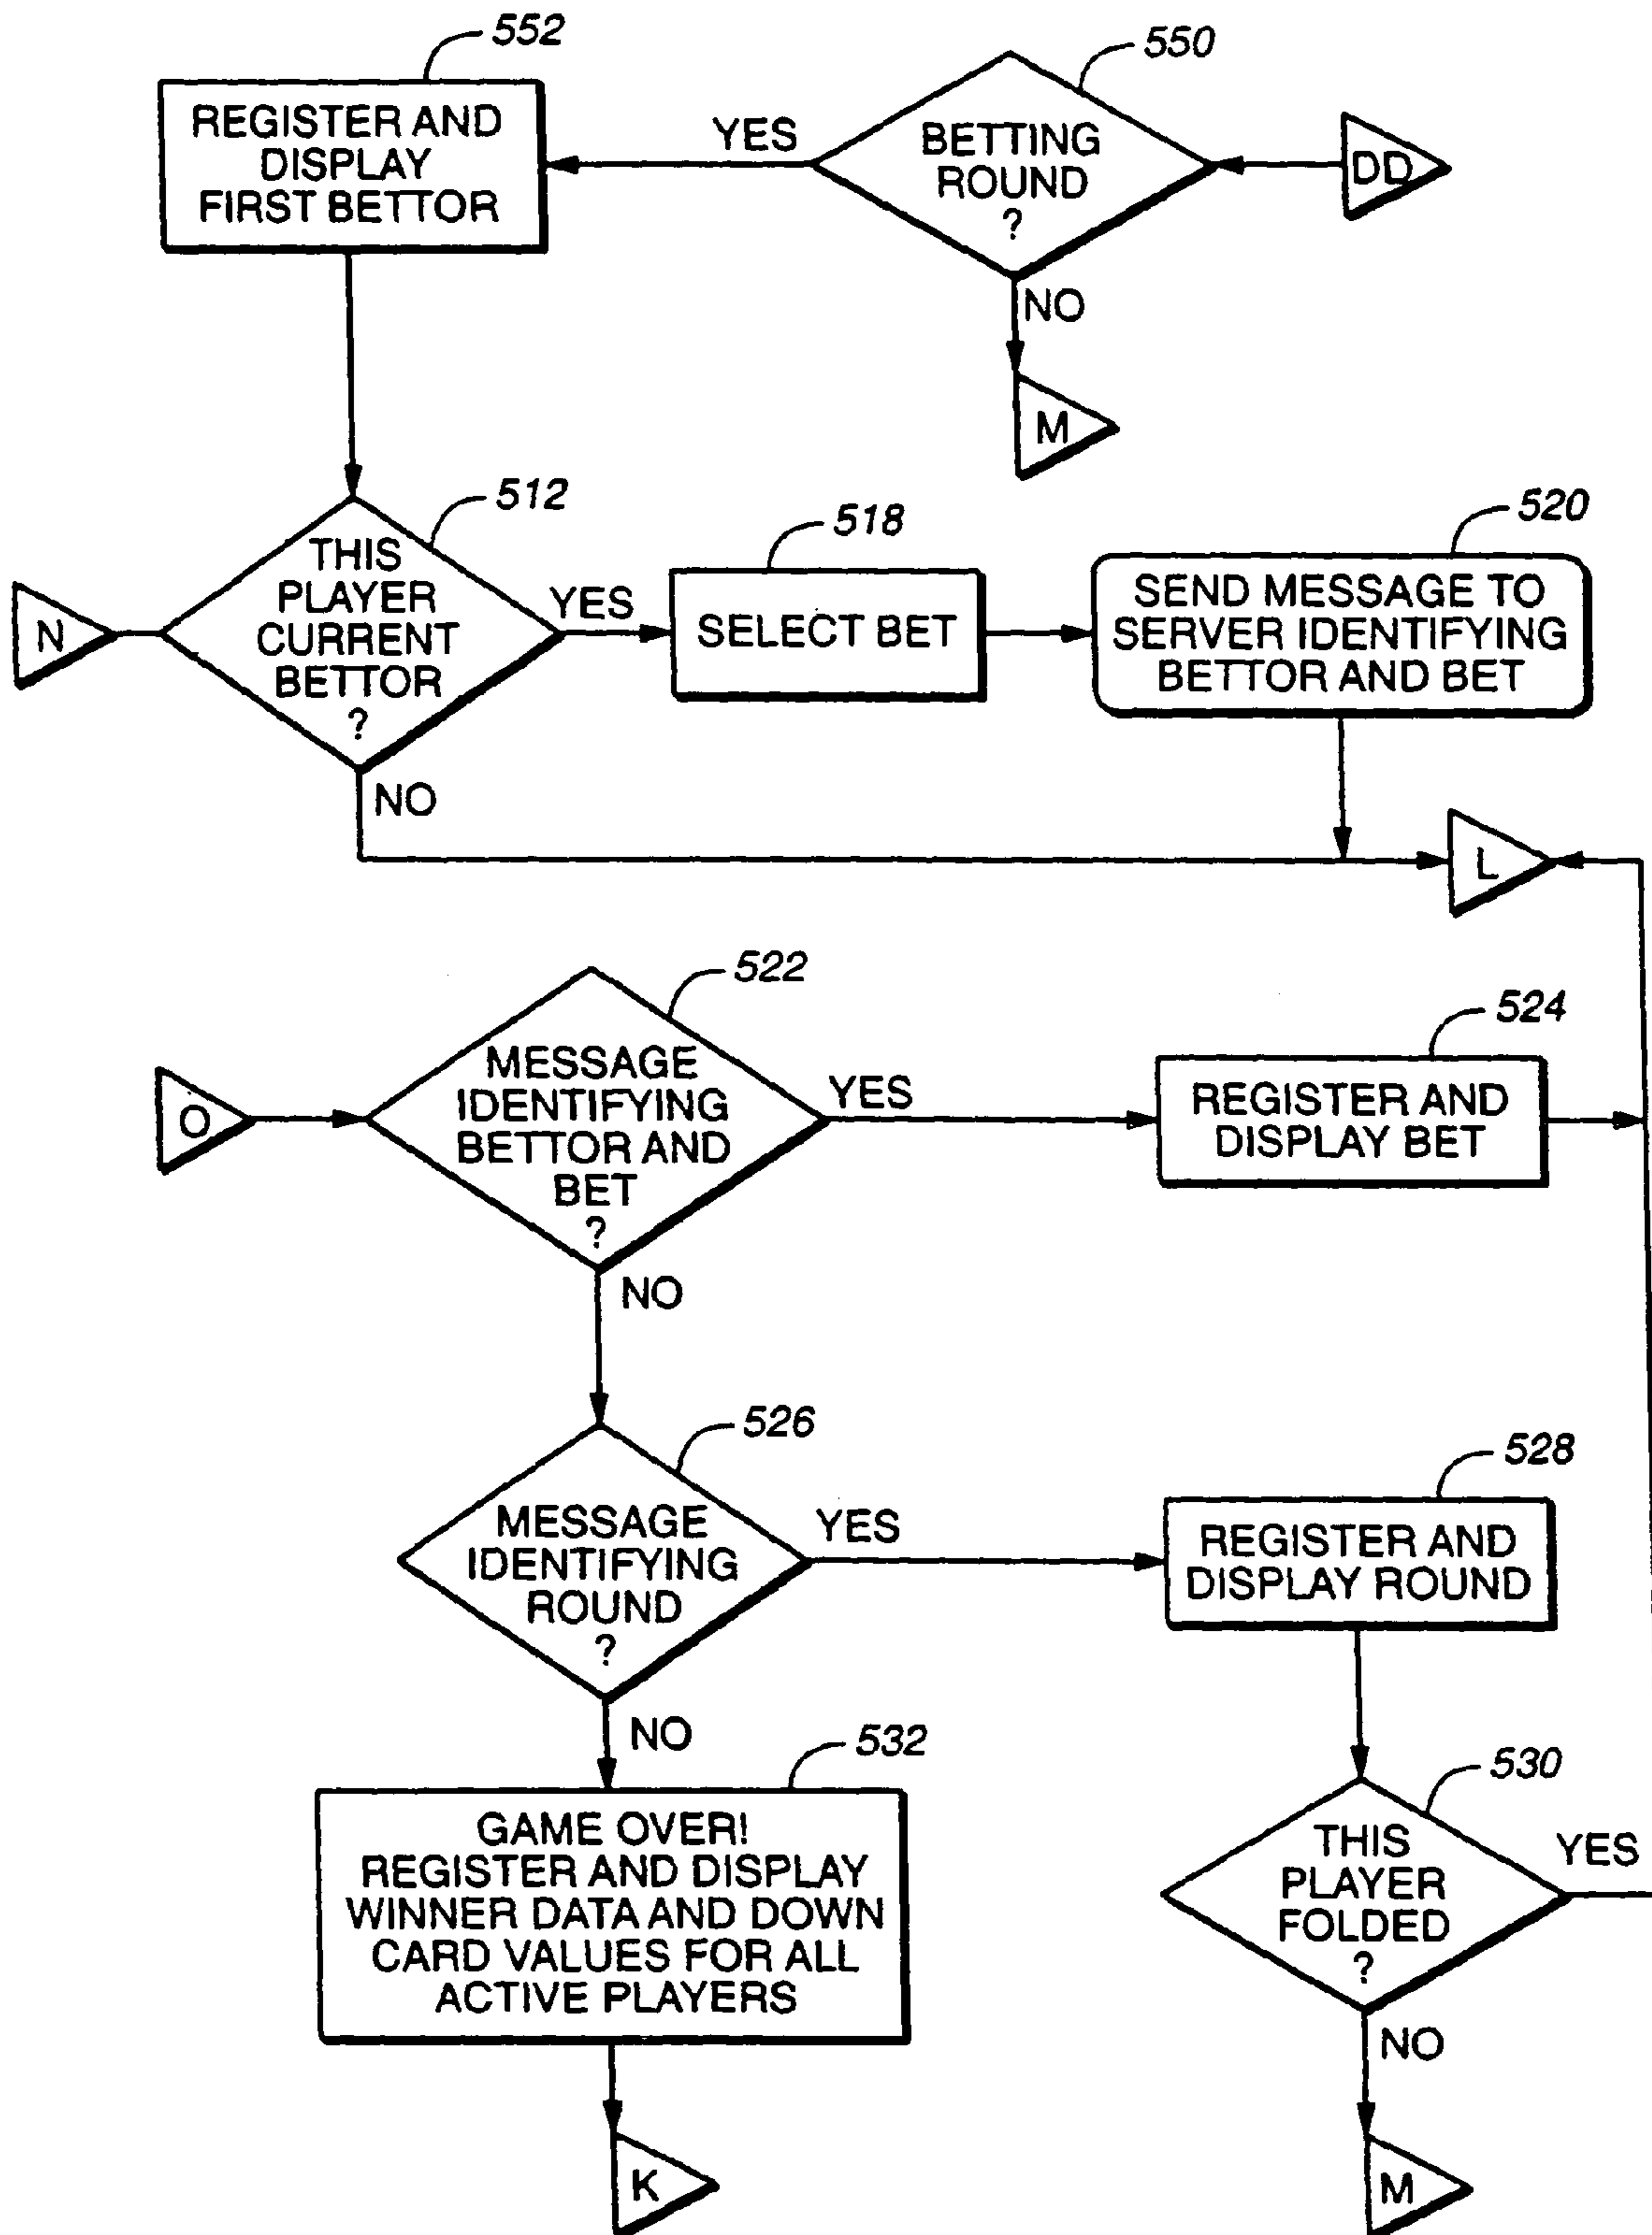 552
550
REGISTER AND
DISPLAY
FIRST BETTOR
YES
BETTING
ROUND
?
DD
NO
M
512
518
520
N
THIS
PLAYER
CURRENT
BETTOR
?
YES
SELECT BET
SEND MESSAGE TO
SERVER IDENTIFYING
BETTOR AND BET
NO
L
522
524
O
MESSAGE
IDENTIFYING
BETTOR AND
BET
?
YES
REGISTER AND
DISPLAY BET
NO
526
528
MESSAGE
IDENTIFYING
ROUND
?
YES
REGISTER AND
DISPLAY ROUND
NO
532
530
GAME OVER!
REGISTER AND DISPLAY
WINNER DATA AND DOWN
CARD VALUES FOR ALL
ACTIVE PLAYERS
THIS
PLAYER
FOLDED
?
YES
NO
K
M